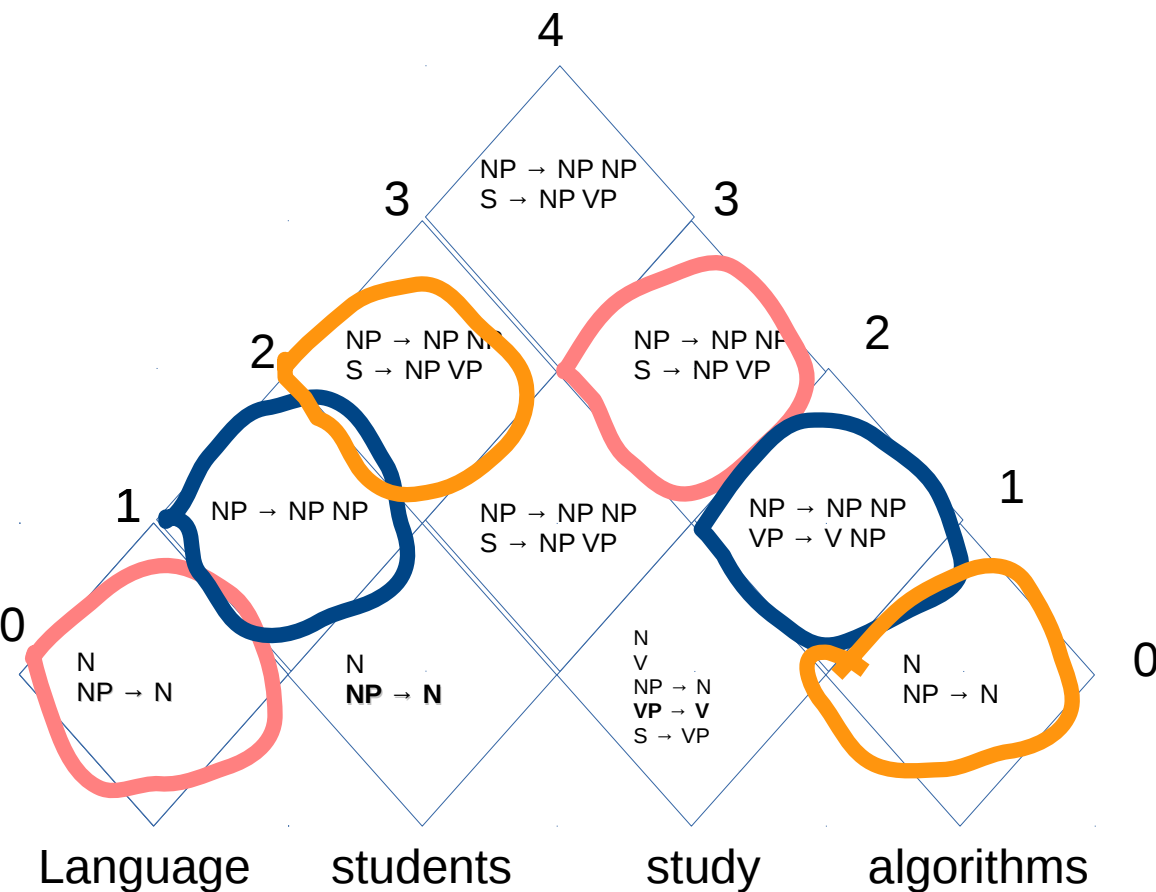 4
NP → NP NP
S → NP VP
3
3
NP → NP NP
S → NP VP
NP → NP NP
S → NP VP
2
2
NP → NP NP
NP → NP NP
S → NP VP
NP → NP NP
VP → V NP
1
1
N
NP → N
N
NP → N
N
V
NP → N
VP → V
S → VP
N
NP → N
0
0
Language students study algorithms